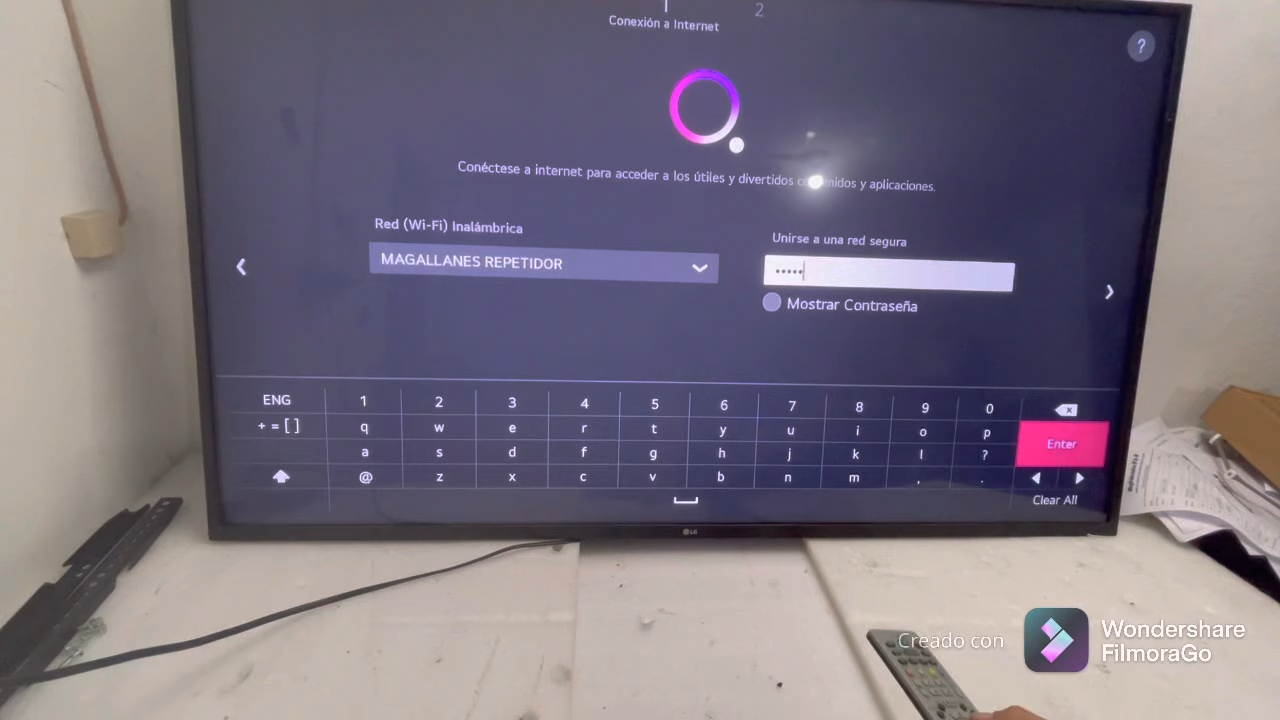 1 2
Conexión a Internet
?
Conéctese a internet para acceder a los útiles y divertidos y aplicaciones.
Red (Wi-Fi) Inalámbrica
Unirse a una red segura
MAGALLANES REPETIDOR
•••••
Mostrar Contraseña
ENG 1 2 3 4 5 6 7 8 9 0
+ = [ ] q w e r t y u i o p
Enter
a s d f g h j k l ?
@ z x c v b n m , .
Clear All
LG
Creado con
Wondershare
FilmoraGo